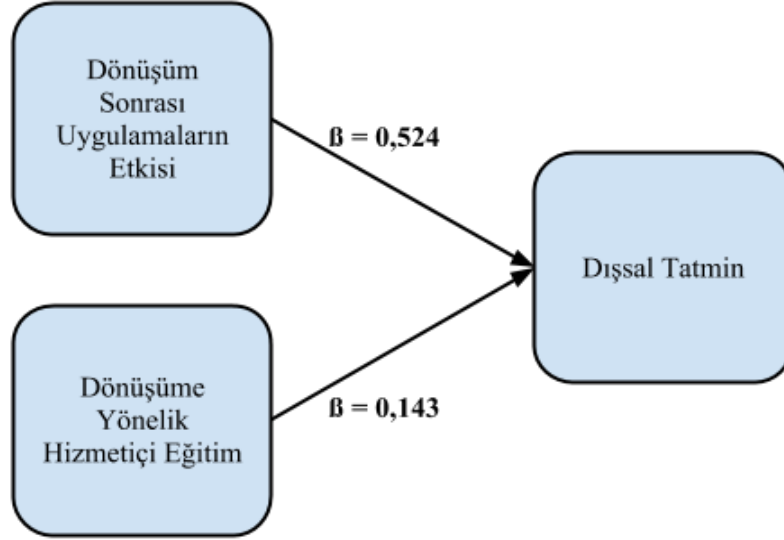 Dönüşüm
Sonrası
Uygulamaların
Etkisi
ß = 0,524
Dışsal Tatmin
Dönüşüme
Yönelik
Hizmetiçi Eğitim
ß = 0,143